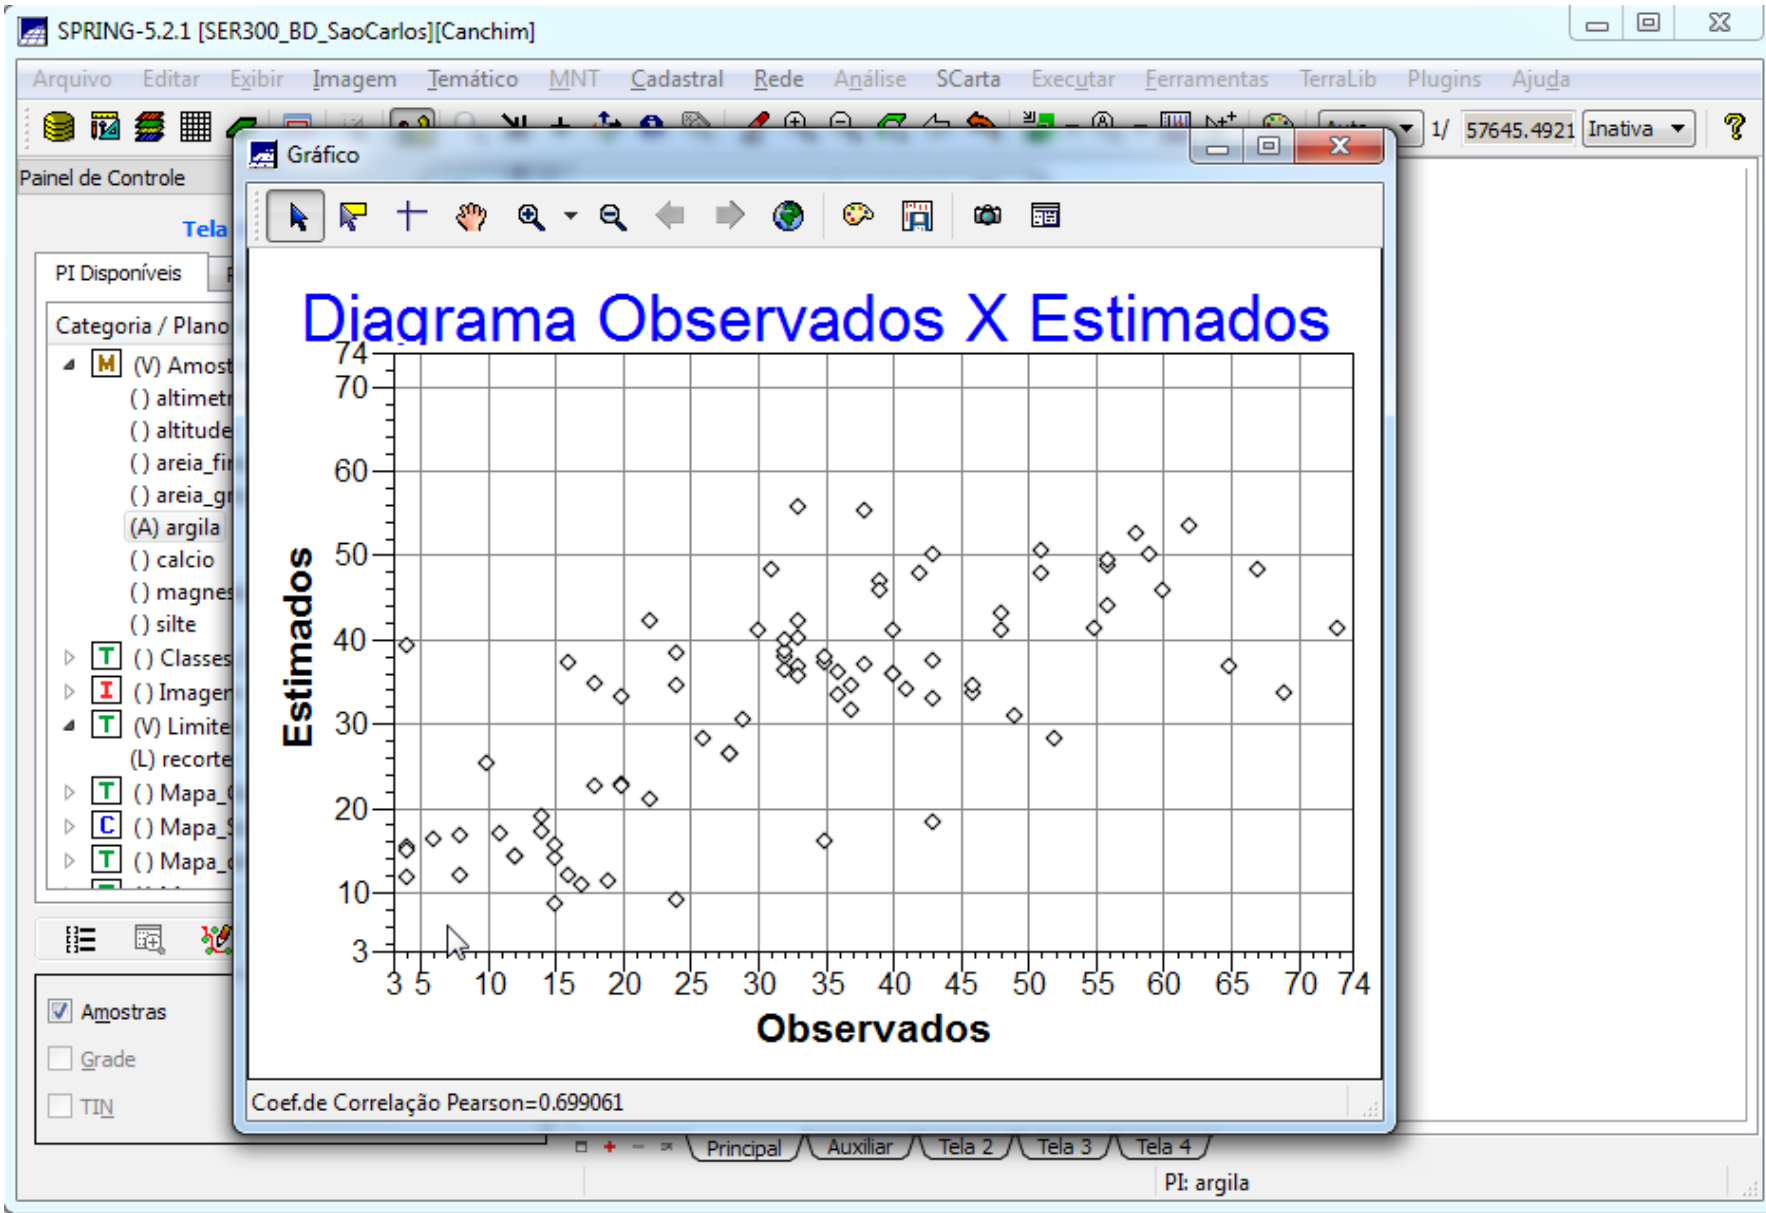 SPRING-5.2.1 [SER300_BD_SaoCarlos][Canchim]
Arquivo Editar Exibir Imagem Temático MNT Cadastral Rede Análise SCarta Executar Ferramentas TerraLib Plugins Ajuda
1/ 57645.4921 Inativa
Painel de Controle
Gráfico
Tela
PI Disponíveis
Categoria / Plano
M (V) Amost
( ) altimetr
( ) altitude
( ) areia_fin
( ) areia_gr
(A) argila
( ) calcio
( ) magnes
( ) silte
T ( ) Classes
I ( ) Imagen
T (V) Limite
(L) recorte
T ( ) Mapa_
C ( ) Mapa_S
T ( ) Mapa_
Amostras
Grade
TIN
Diagrama Observados X Estimados
74
70
60
50
40
30
20
10
3
Estimados
3 5 10 15 20 25 30 35 40 45 50 55 60 65 70 74
Observados
Coef.de Correlação Pearson=0.699061
Principal Auxiliar Tela 2 Tela 3 Tela 4
PI: argila